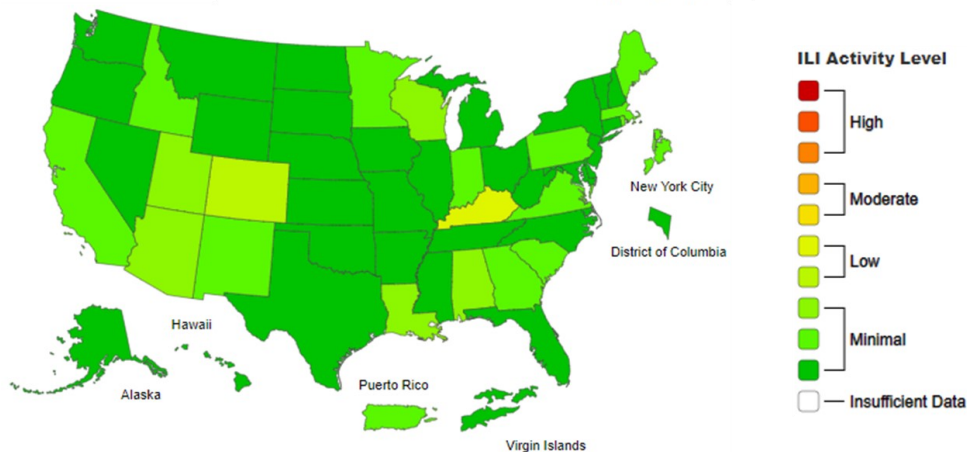 ILI Activity Level
High
Moderate
Low
Minimal
Insufficient Data
New York City
District of Columbia
Hawaii
Alaska
Puerto Rico
Virgin Islands